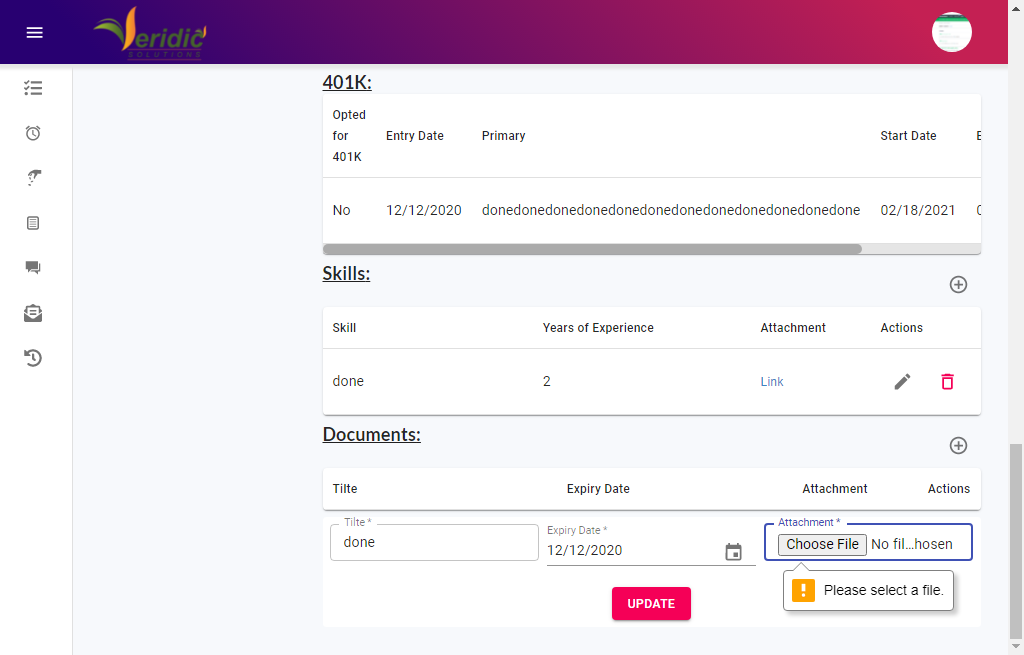 Veridic
SOLUTIONS
401K:
Opted for 401K Entry Date Primary Start Date E
No 12/12/2020 donedonedonedonedonedonedonedonedonedonedonedone 02/18/2021 0
Skills:
Skill Years of Experience Attachment Actions
done 2 Link
Documents:
Tilte Expiry Date Attachment Actions
Tilte * Expiry Date * Attachment *
done 12/12/2020 Choose File No fil...hosen
Please select a file.
UPDATE